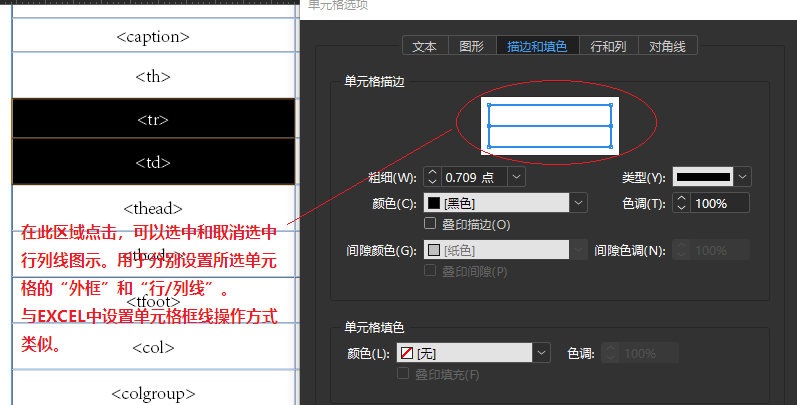 单元格选项
<caption>
<th>
<tr>
<td>
<thead>
<tbody>
<tfoot>
<col>
<colgroup>
在此区域点击，可以选中和取消选中
行列线图示。用于分别设置所选单元
格的“外框”和“行/列线”。
与EXCEL中设置单元格框线操作方式
类似。
文本 图形 描边和填色 行和列 对角线
单元格描边
粗细(W): 0.709 点 类型(Y):
颜色(C): [黑色] 色调(T): 100%
叠印描边(O)
间隙颜色(G): [纸色] 间隙色调(N): 100%
叠印间隙(P)
单元格填色
颜色(L): [无] 色调: 100%
叠印填充(F)